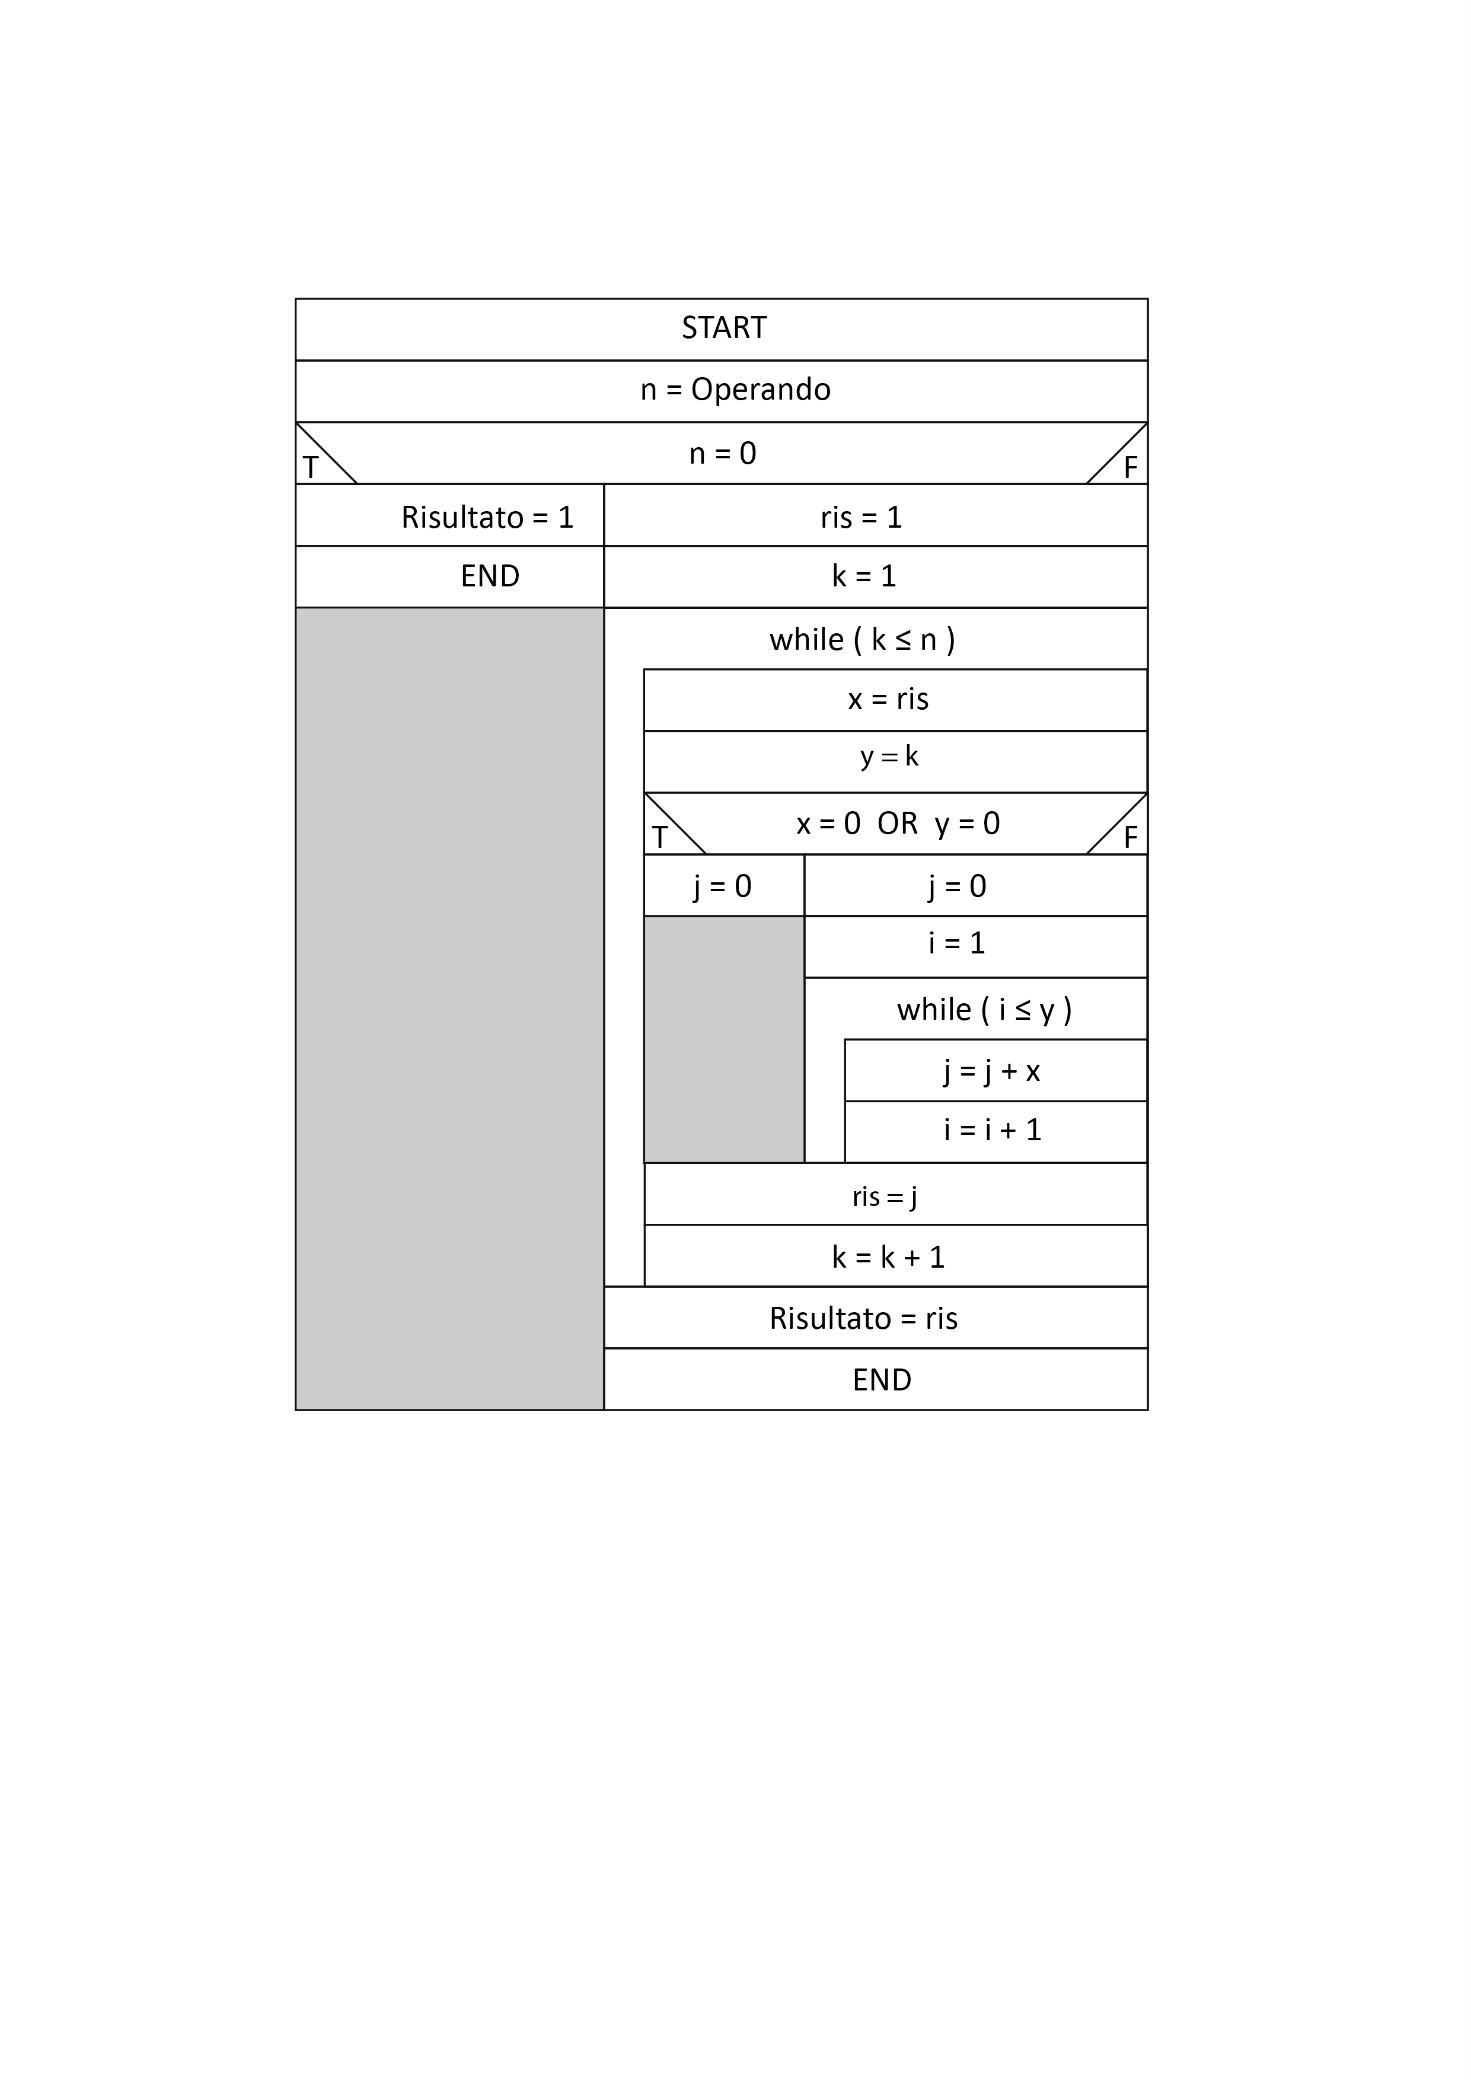 START
n = Operando
n = 0
T
F
Risultato = 1
ris = 1
END
k = 1
while ( k ≤ n )
x = ris
y = k
x = 0 OR y = 0
T
F
j = 0
j = 0
i = 1
while ( i ≤ y )
j = j + x
i = i + 1
ris = j
k = k + 1
Risultato = ris
END